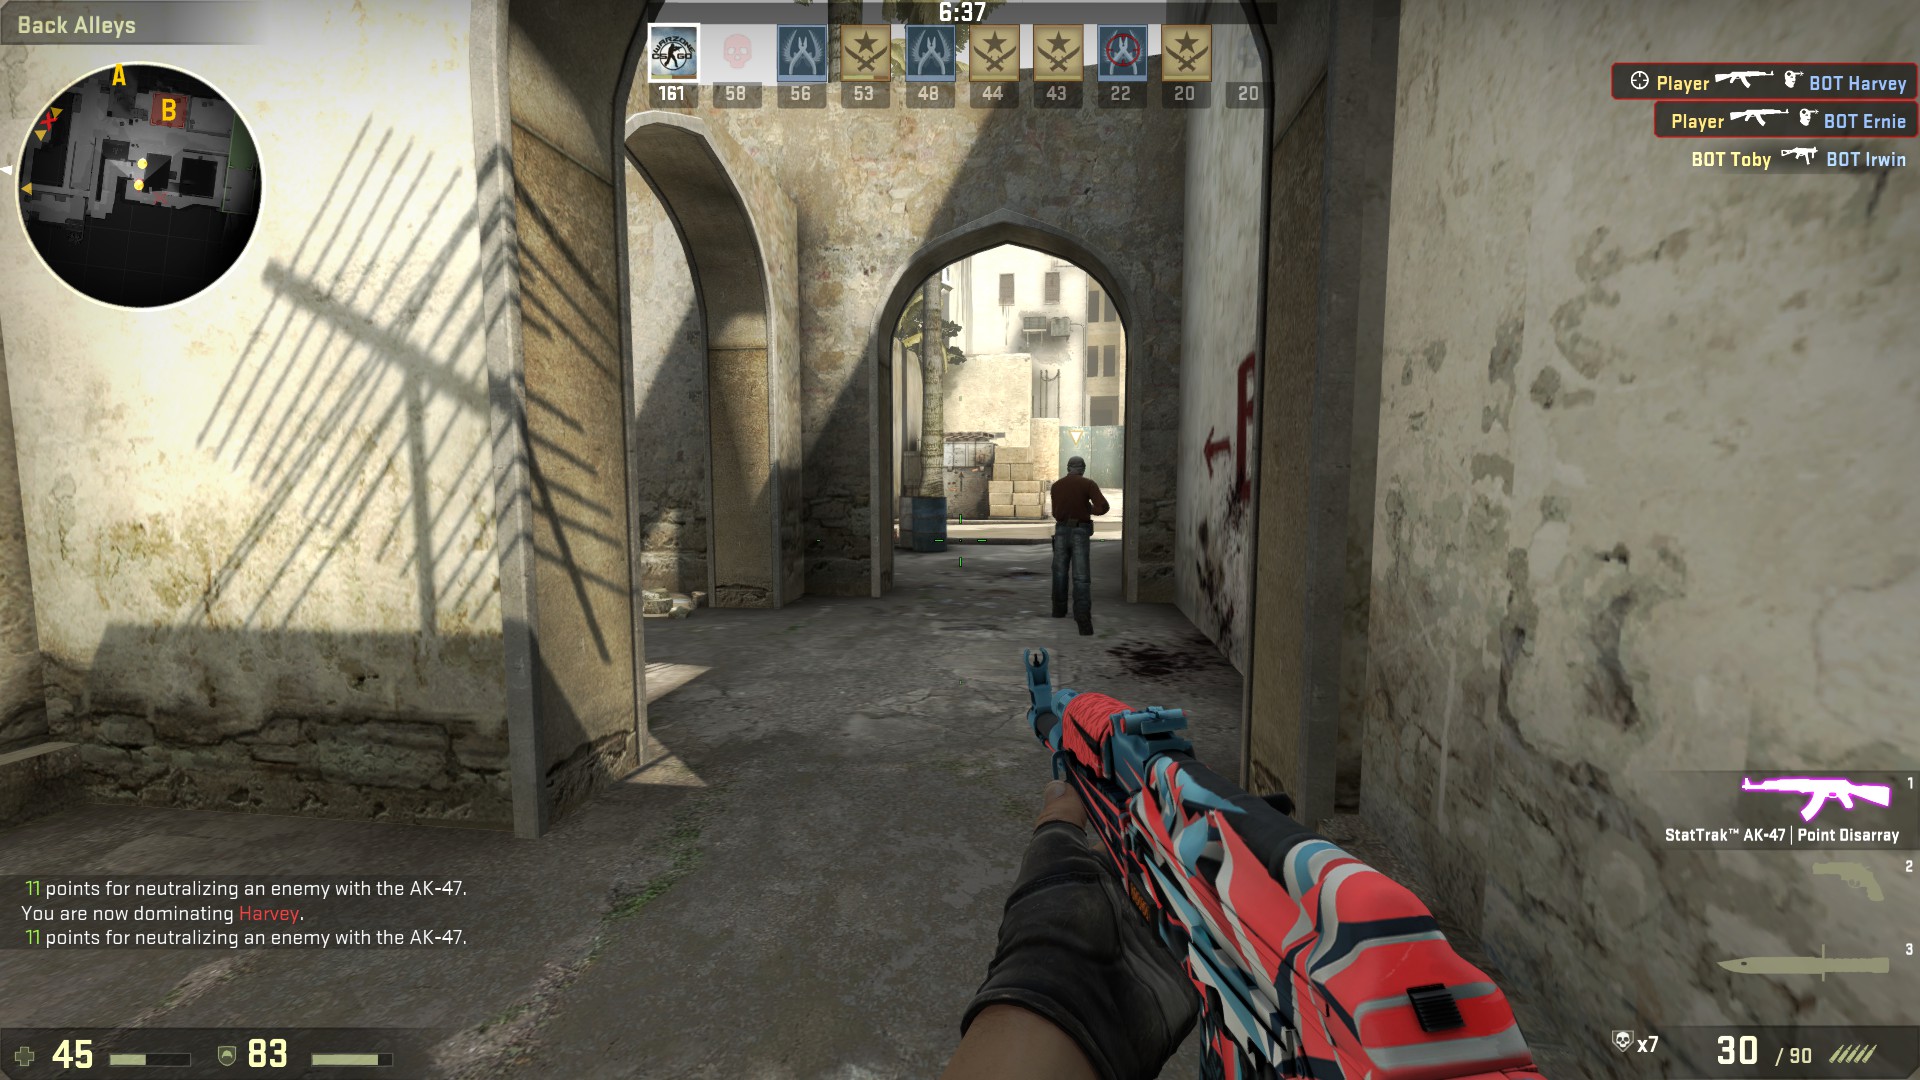 Back Alleys
6:37
A
B
WARZONE
CS GO
161 58 56 53 48 44 43 22 20 20
Player BOT Harvey
Player BOT Ernie
BOT Toby BOT Irwin
1
StatTrak™ AK-47 | Point Disarray
2
3
11 points for neutralizing an enemy with the AK-47.
You are now dominating Harvey.
11 points for neutralizing an enemy with the AK-47.
45 83
x7 30 / 90